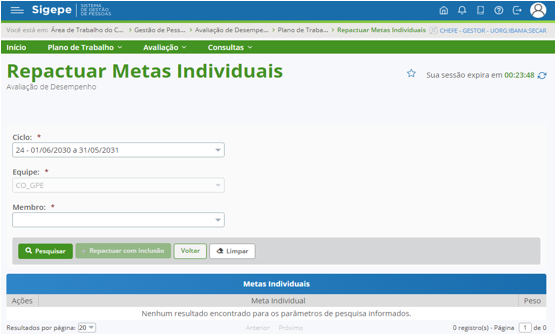 Sigepe SISTEMA DE GESTÃO DE PESSOAS
Você está em: Área de Trabalho do C... > Gestão de Pess... > Avaliação de Desempe... > Plano de Traba... > Repactuar Metas Individuais CHEFE - GESTOR - UORG:IBAMA:SECAR
Início Plano de Trabalho Avaliação Consultas
Repactuar Metas Individuais
Avaliação de Desempenho
Sua sessão expira em 00:23:48
Ciclo: *
24 - 01/06/2030 a 31/05/2031
Equipe: *
CO_GPE
Membro: *
Pesquisar + Repactuar com Inclusão Voltar Limpar
Metas Individuais
Ações Meta Individual Peso
Nenhum resultado encontrado para os parâmetros de pesquisa informados.
Resultados por página: 20 Anterior Próximo 0 registro(s) - Página 1 de 0